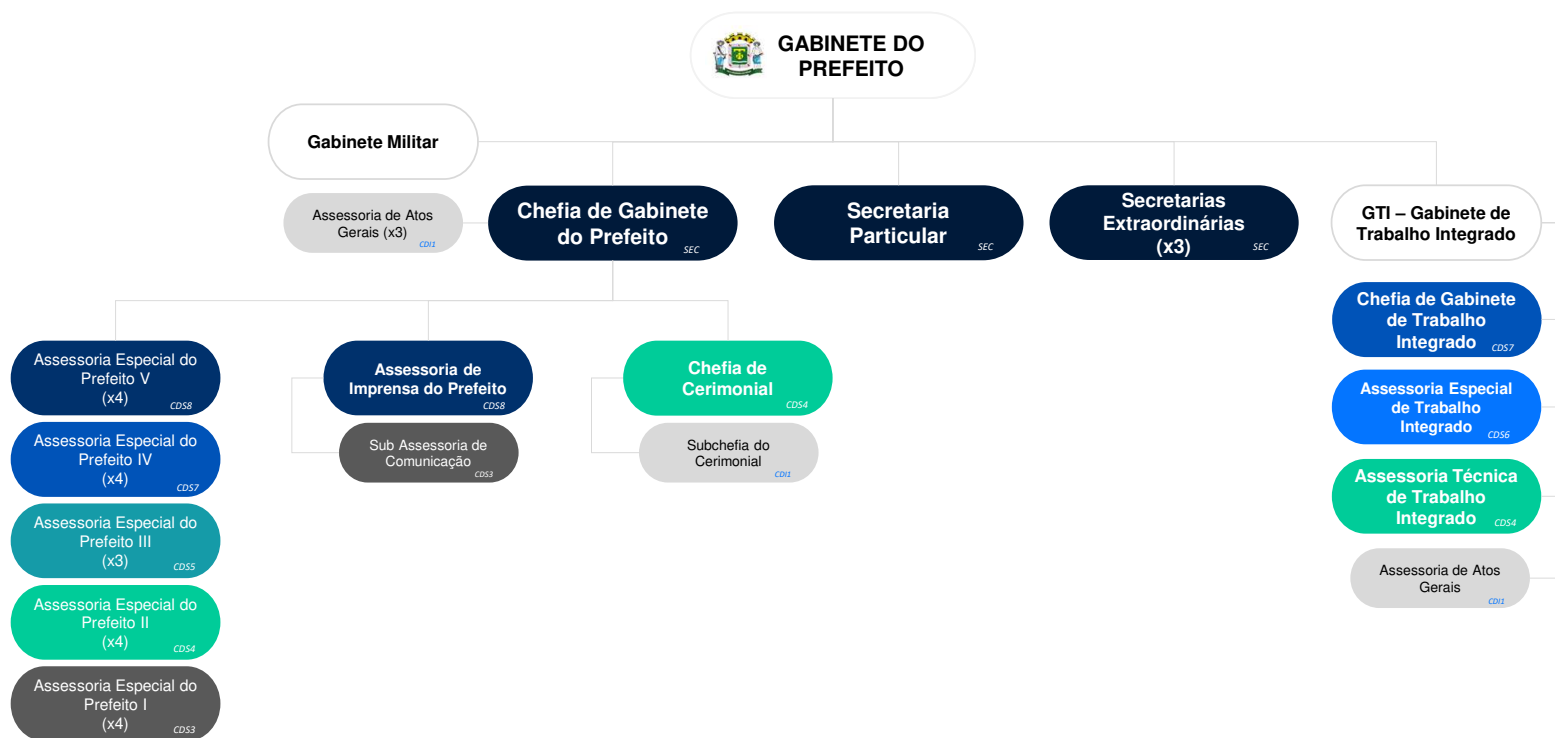 GABINETE DO
PREFEITO
Gabinete Militar
Assessoria de Atos
Gerais (x3)
CDI1
Chefia de Gabinete
do Prefeito
SEC
Secretaria
Particular
SEC
Secretarias
Extraordinárias
(x3)
SEC
GTI – Gabinete de
Trabalho Integrado
Chefia de Gabinete
de Trabalho
Integrado
CDS7
Assessoria Especial
de Trabalho
Integrado
CDS6
Assessoria Técnica
de Trabalho
Integrado
CDS4
Assessoria de Atos
Gerais
CDI1
Assessoria Especial do
Prefeito V
(x4)
CDS8
Assessoria Especial do
Prefeito IV
(x4)
CDS7
Assessoria Especial do
Prefeito III
(x3)
CDS5
Assessoria Especial do
Prefeito II
(x4)
CDS4
Assessoria Especial do
Prefeito I
(x4)
CDS3
Assessoria de
Imprensa do Prefeito
CDS8
Sub Assessoria de
Comunicação
CDS3
Chefia de
Cerimonial
CDS4
Subchefia do
Cerimonial
CDI1